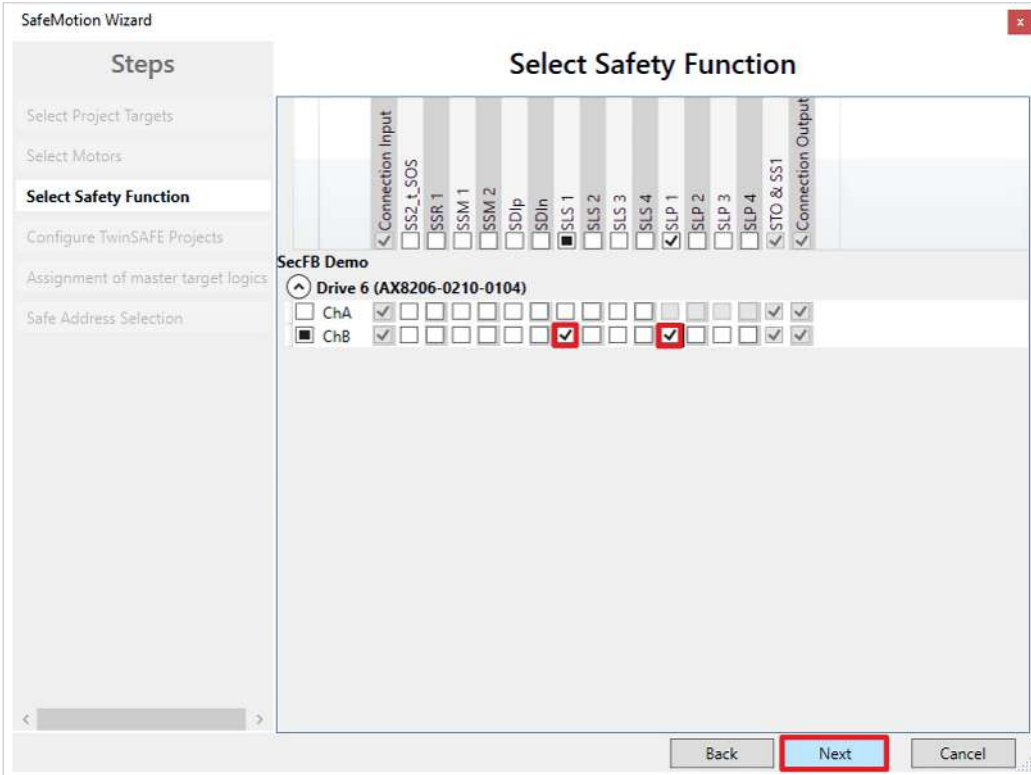 SafeMotion Wizard
x
Steps
Select Project Targets
Select Motors
Select Safety Function
Configure TwinSAFE Projects
Assignment of master target logics
Safe Address Selection
Select Safety Function
Connection Input
SS2_t_SOS
SSR 1
SSM 1
SSM 2
SDIp
SDIn
SLS 1
SLS 2
SLS 3
SLS 4
SLP 1
SLP 2
SLP 3
SLP 4
STO & SS1
Connection Output
SecFB Demo
Drive 6 (AX8206-0210-0104)
ChA
ChB
Back
Next
Cancel